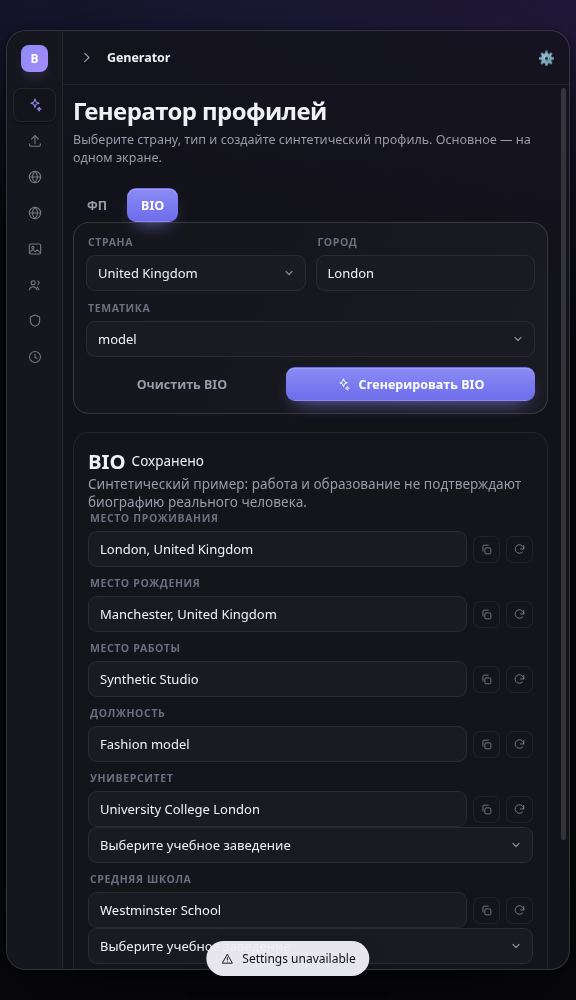 B
Generator
Генератор профилей
Выберите страну, тип и создайте синтетический профиль. Основное — на
одном экране.
ФП
BIO
СТРАНА
ГОРОД
United Kingdom
London
ТЕМАТИКА
model
Очистить BIO
Сгенерировать BIO
BIO Сохранено
Синтетический пример: работа и образование не подтверждают
биографию реального человека.
МЕСТО ПРОЖИВАНИЯ
London, United Kingdom
МЕСТО РОЖДЕНИЯ
Manchester, United Kingdom
МЕСТО РАБОТЫ
Synthetic Studio
ДОЛЖНОСТЬ
Fashion model
УНИВЕРСИТЕТ
University College London
Выберите учебное заведение
СРЕДНЯЯ ШКОЛА
Westminster School
Выберите учебное заведение
Settings unavailable